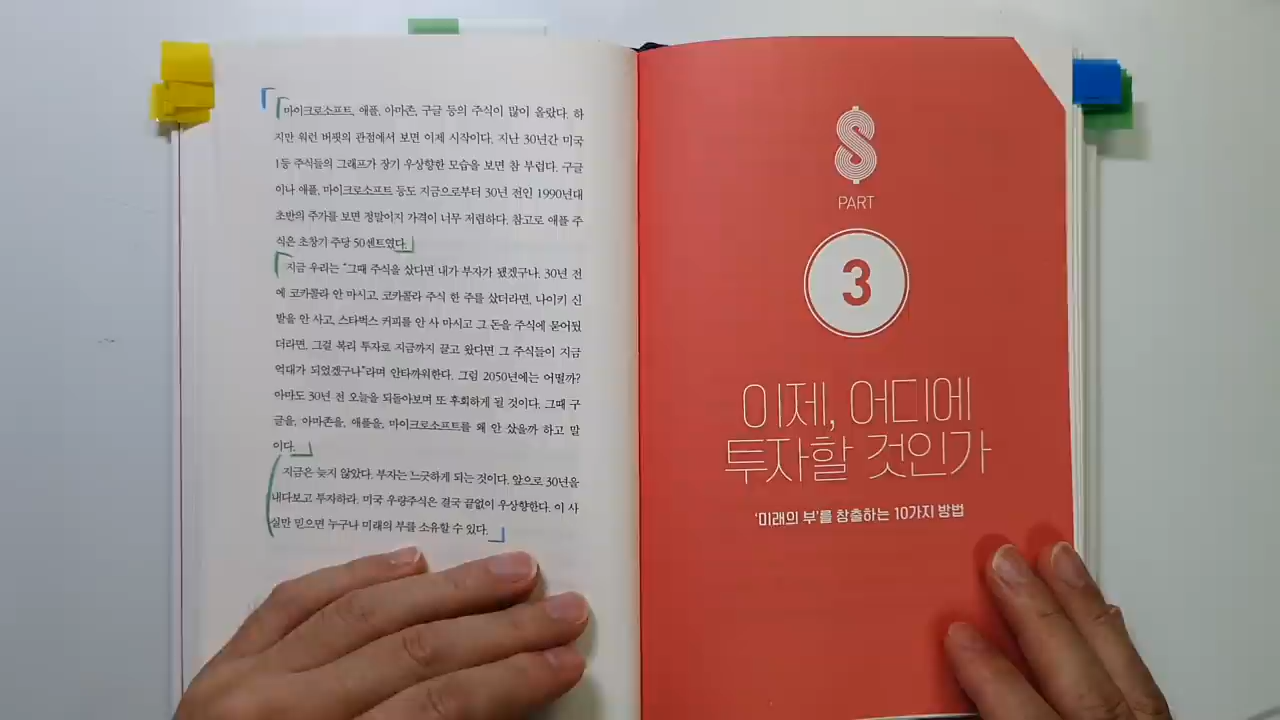 마이크로소프트, 애플, 아마존, 구글 등의 주식이 많이 올랐다. 하
지만 워런 버핏의 관점에서 보면 이제 시작이다. 지난 30년간 미국
1등 주식들의 그래프가 장기 우상향한 모습을 보면 참 부럽다. 구글
이나 애플, 마이크로소프트 등도 지금으로부터 30년 전인 1990년대
초반의 주가를 보면 정말이지 가격이 너무 저렴하다. 참고로 애플 주
식은 초창기 주당 50센트였다.
지금 우리는 “그때 주식을 샀다면 내가 부자가 됐겠구나. 30년 전
에 코카콜라 안 마시고, 코카콜라 주식 한 주를 샀더라면, 나이키 신
발을 안 사고, 스타벅스 커피를 안 사 마시고 그 돈을 주식에 묻어뒀
더라면, 그걸 복리 투자로 지금까지 끌고 왔다면 그 주식들이 지금
억대가 되었겠구나”라며 안타까워한다. 그럼 2050년에는 어떨까?
아마도 30년 전 오늘을 되돌아보며 또 후회하게 될 것이다. 그때 구
글을, 아마존을, 애플을, 마이크로소프트를 왜 안 샀을까 하고 말
이다.
지금은 늦지 않았다. 부자는 느긋하게 되는 것이다. 앞으로 30년을
내다보고 투자하라. 미국 우량주식은 결국 끝없이 우상향한다. 이 사
실만 믿으면 누구나 미래의 부를 소유할 수 있다.
PART
3
이제, 어디에
투자할 것인가
‘미래의 부’를 창출하는 10가지 방법